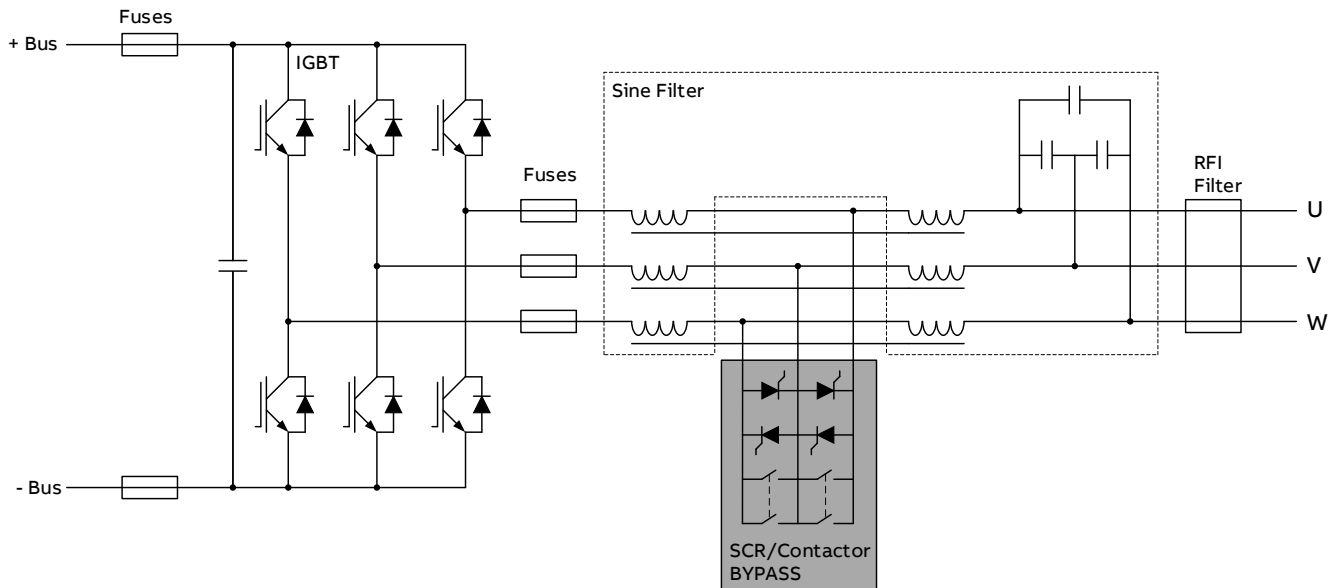 Fuses
+ Bus
IGBT
Sine Filter
Fuses
RFI
Filter
U
V
W
- Bus
SCR/Contactor
BYPASS